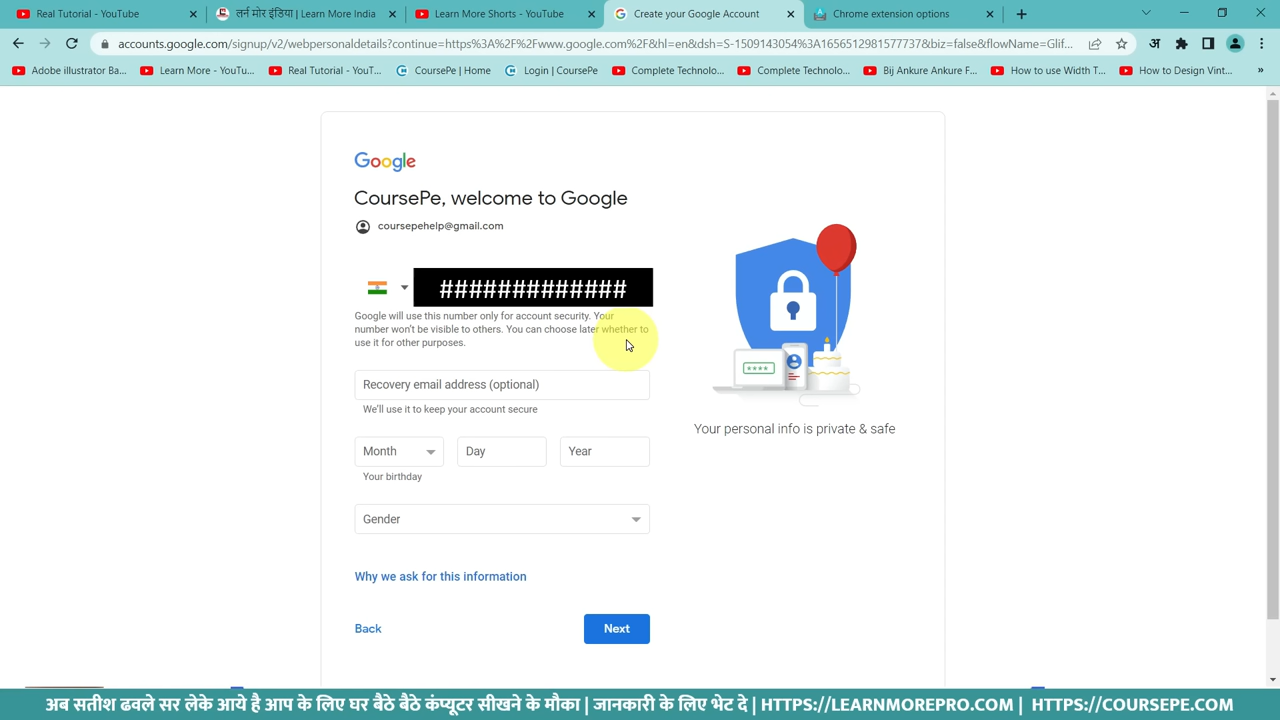 Real Tutorial - YouTube
लर्न मोर इंडिया | Learn More India
Learn More Shorts - YouTube
Create your Google Account
Chrome extension options
accounts.google.com/signup/v2/webpersonaldetails?continue=https%3A%2F%2Fwww.google.com%2F&hl=en&dsh=S-1509143054%3A1656512981577737&biz=false&flowName=Glif...
अ
Adobe illustrator Ba...
Learn More - YouTu...
Real Tutorial - YouT...
CoursePe | Home
Login | CoursePe
Complete Technolo...
Complete Technolo...
Bij Ankure Ankure F...
How to use Width T...
How to Design Vint...
»
Google
CoursePe, welcome to Google
coursepehelp@gmail.com
#############
Google will use this number only for account security. Your
number won't be visible to others. You can choose later whether to
use it for other purposes.
Recovery email address (optional)
We'll use it to keep your account secure
Month
Day
Year
Your birthday
Gender
Why we ask for this information
Back
Next
****
Your personal info is private & safe
अब सतीश ढवले सर लेके आये है आप के लिए घर बैठे बैठे कंप्यूटर सीखने के मौका | जानकारी के लिए भेट दे | HTTPS://LEARNMOREPRO.COM | HTTPS://COURSEPE.COM